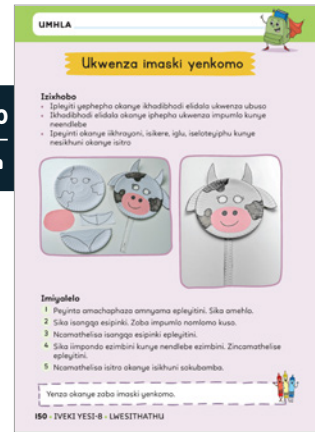 UMHLA
Ukwenza imaski yenkomo
Izixhobo
• Ipleyiti yephepha okanye ikhadibhodi elidala ukwenza ubuso
• Ikhadibhodi elidala okanye iphepha ukwenza impumlo kunye
neendlebe
• Ipeyinti okanye iikhrayoni, isikere, iglu, iseloteyiphu kunye
nesikhuni okanye isitro
Imiyalelo
1 Peyinta amachaphaza amnyama epleyitini. Sika amehlo.
2 Sika isangqa esipinki. Zoba impumlo nomlomo kuso.
3 Ncamathelisa isangqa esipinki epleyitini.
4 Sika iimpondo ezimbini kunye nendlebe ezimbini. Zincamathelise
epleyitini.
5 Ncamathelisa isitro okanye isikhuni sokubamba.
Yenza okanye zoba imaski yenkomo.
150 • IVEKI YESI-8 • LWESITHATHU